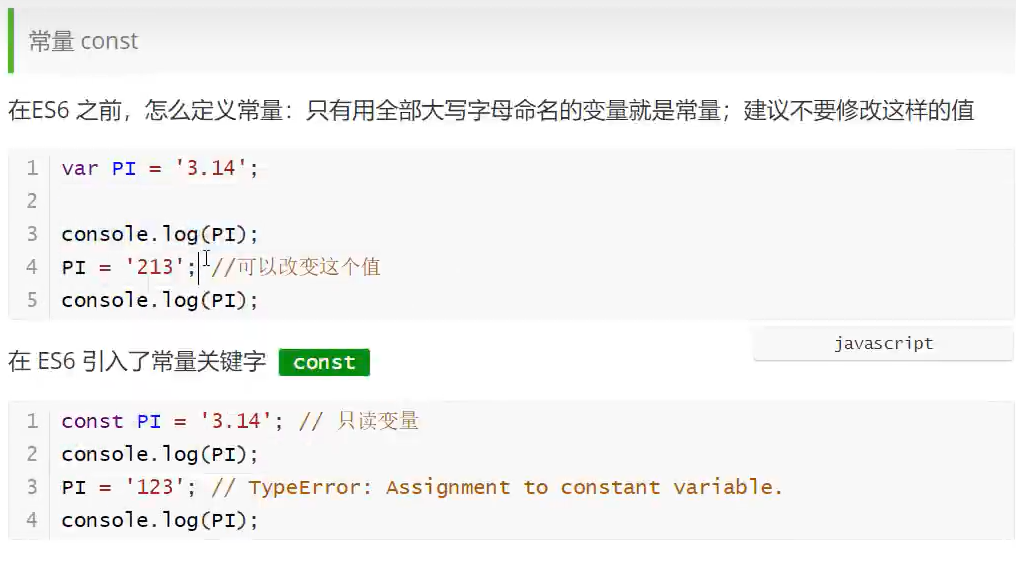 常量 const
在ES6 之前，怎么定义常量：只有用全部大写字母命名的变量就是常量；建议不要修改这样的值
1 var PI = '3.14';
2
3 console.log(PI);
4 PI = '213'; //可以改变这个值
5 console.log(PI);
javascript
在 ES6 引入了常量关键字 const
1 const PI = '3.14'; // 只读变量
2 console.log(PI);
3 PI = '123'; // TypeError: Assignment to constant variable.
4 console.log(PI);